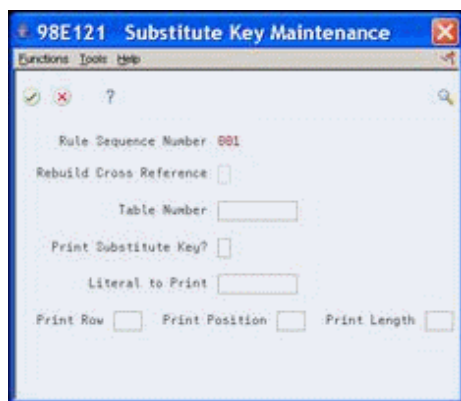 98E121 Substitute Key Maintenance
Functions Tools Help
?
Rule Sequence Number 001
Rebuild Cross Reference
Table Number
Print Substitute Key?
Literal to Print
Print Row Print Position Print Length